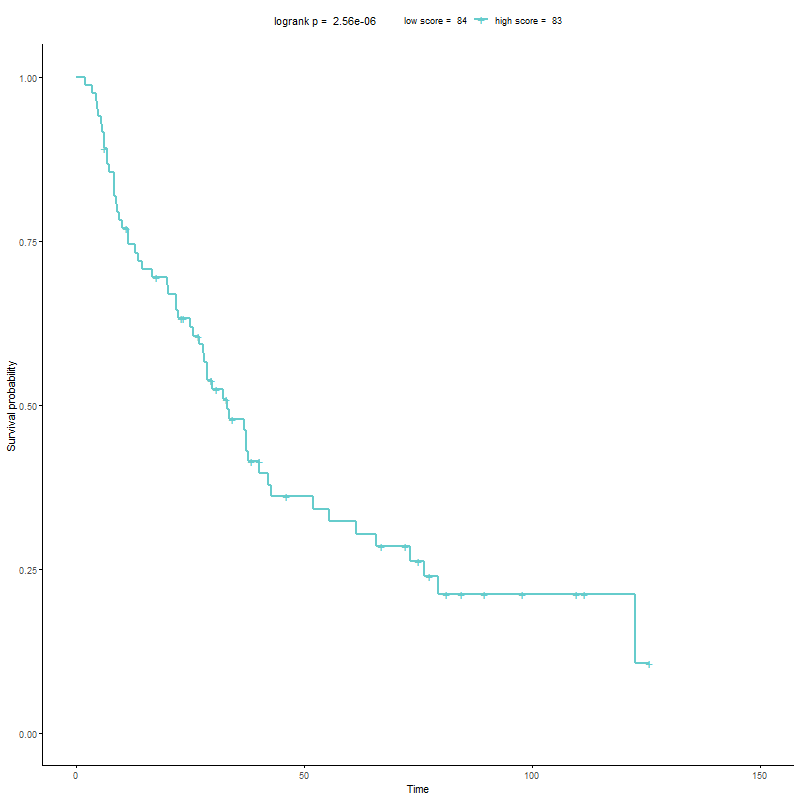 logrank p = 2.56e-06 low score = 84 high score = 83
1.00
0.75
0.50
0.25
0.00
Survival probability
0 50 100 150
Time